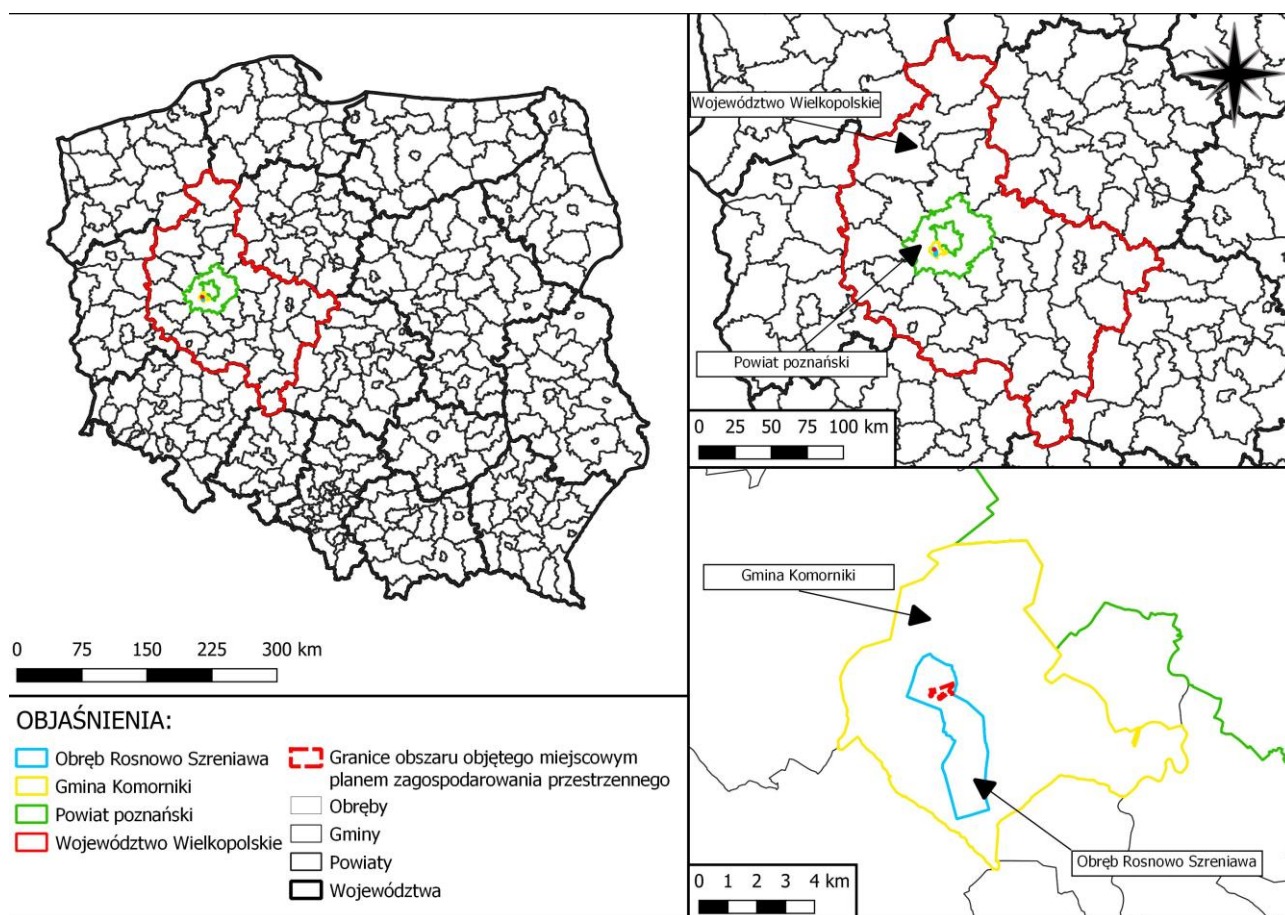 0 75 150 225 300 km
Województwo Wielkopolskie
Powiat poznański
0 25 50 75 100 km
Gmina Komorniki
Obręb Rosnowo Szreniawa
0 1 2 3 4 km
OBJAŚNIENIA:
Obręb Rosnowo Szreniawa
Gmina Komorniki
Powiat poznański
Województwo Wielkopolskie
Granice obszaru objętego miejscowym
planem zagospodarowania przestrzennego
Obręby
Gminy
Powiaty
Województwa